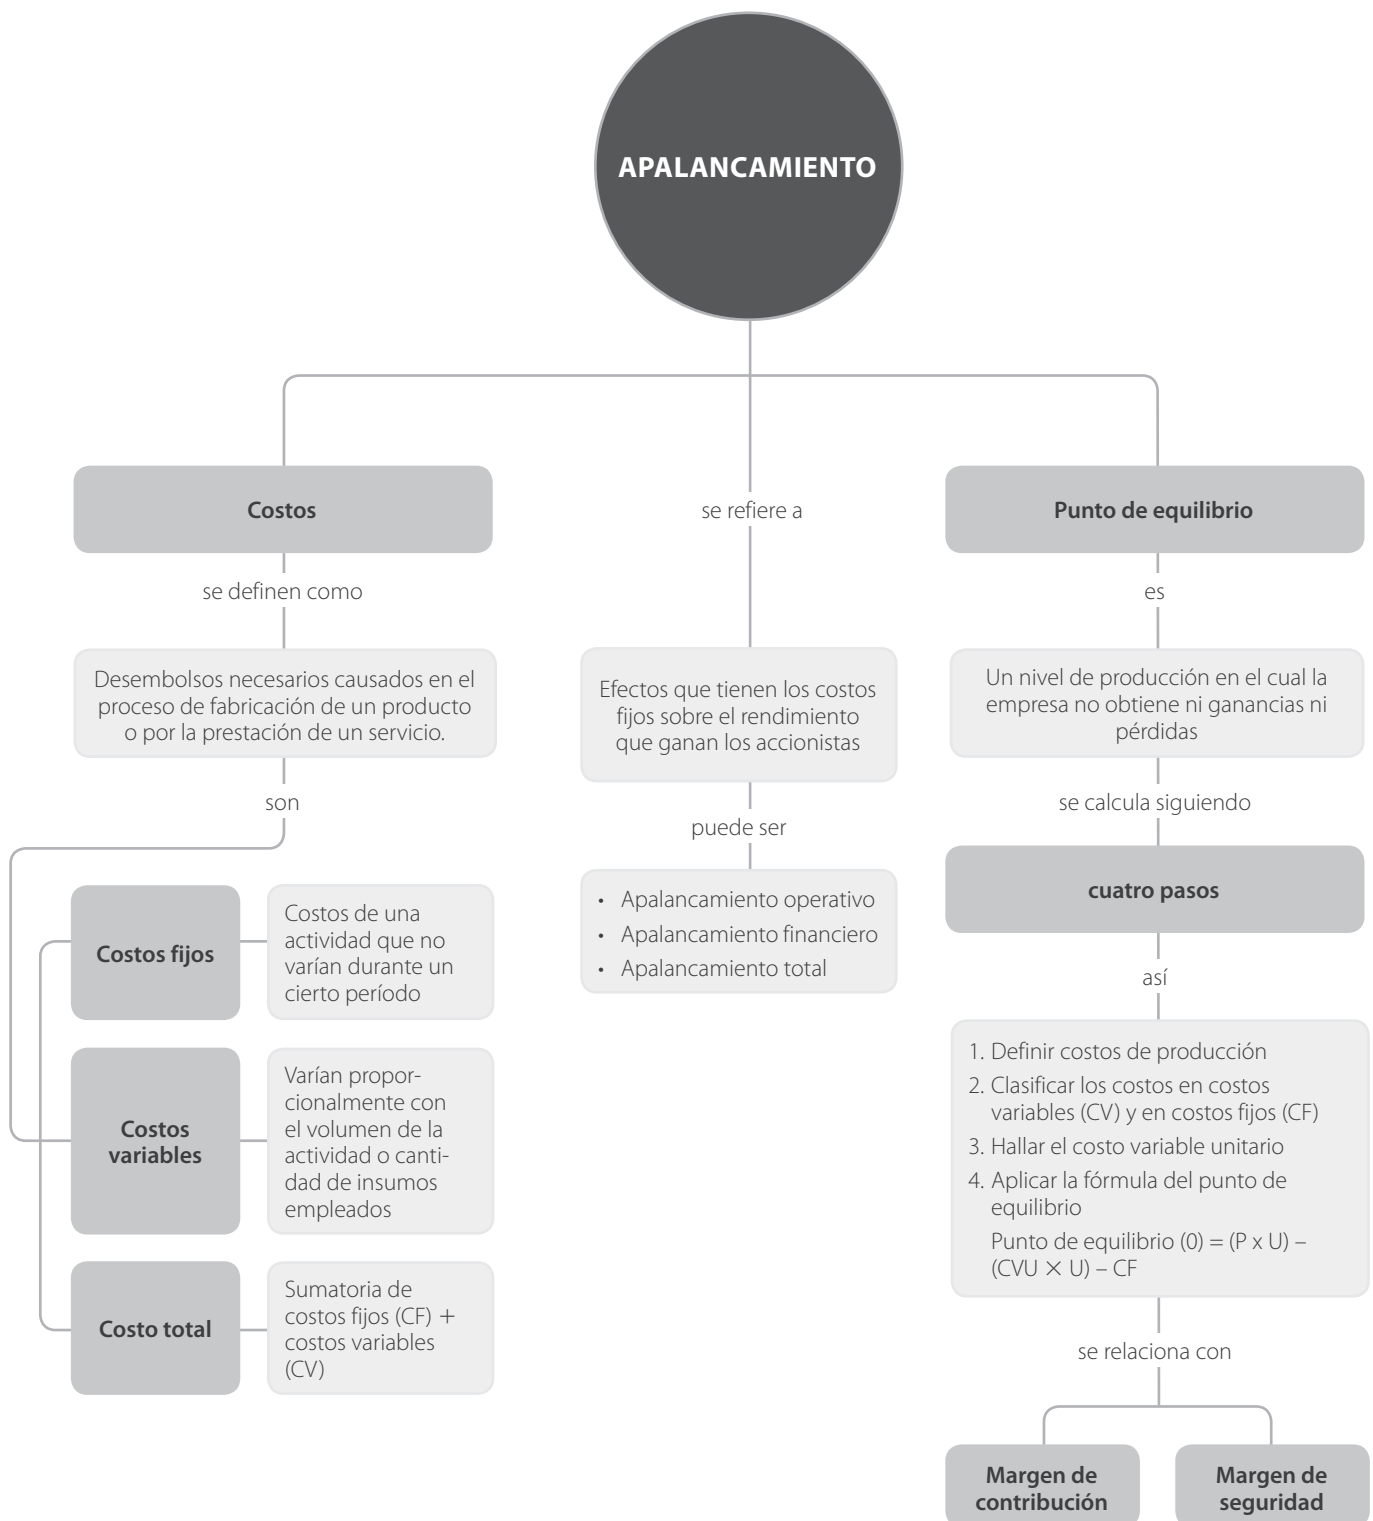 APALANCAMIENTO
Costos
se definen como
Desembolsos necesarios causados en el
proceso de fabricación de un producto
o por la prestación de un servicio.
son
Costos fijos
Costos de una
actividad que no
varían durante un
cierto período
Costos
variables
Varían propor-
cionalmente con
el volumen de la
actividad o canti-
dad de insumos
empleados
Costo total
Sumatoria de
costos fijos (CF) +
costos variables
(CV)
se refiere a
Efectos que tienen los costos
fijos sobre el rendimiento
que ganan los accionistas
puede ser
• Apalancamiento operativo
• Apalancamiento financiero
• Apalancamiento total
Punto de equilibrio
es
Un nivel de producción en el cual la
empresa no obtiene ni ganancias ni
pérdidas
se calcula siguiendo
cuatro pasos
así
1. Definir costos de producción
2. Clasificar los costos en costos
variables (CV) y en costos fijos (CF)
3. Hallar el costo variable unitario
4. Aplicar la fórmula del punto de
equilibrio
Punto de equilibrio (0) = (P x U) –
(CVU × U) – CF
se relaciona con
Margen de
contribución
Margen de
seguridad